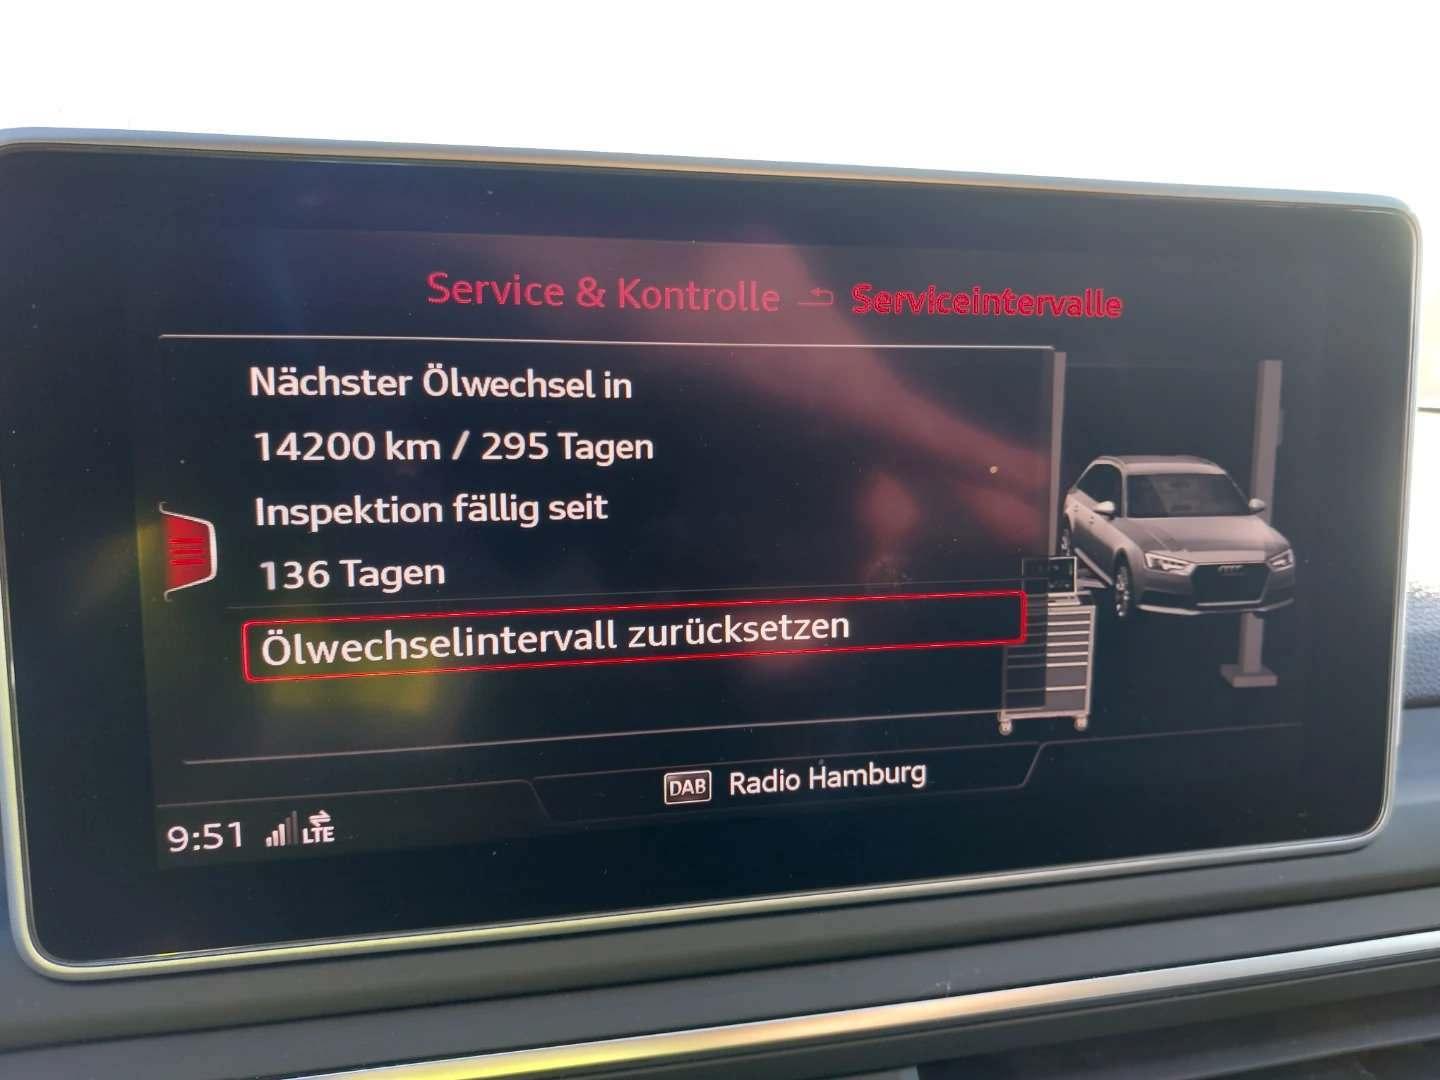 Service & Kontrolle Serviceintervalle
Nächster Ölwechsel in
14200 km / 295 Tagen
Inspektion fällig seit
136 Tagen
Ölwechselintervall zurücksetzen
DAB Radio Hamburg
9:51 LTE